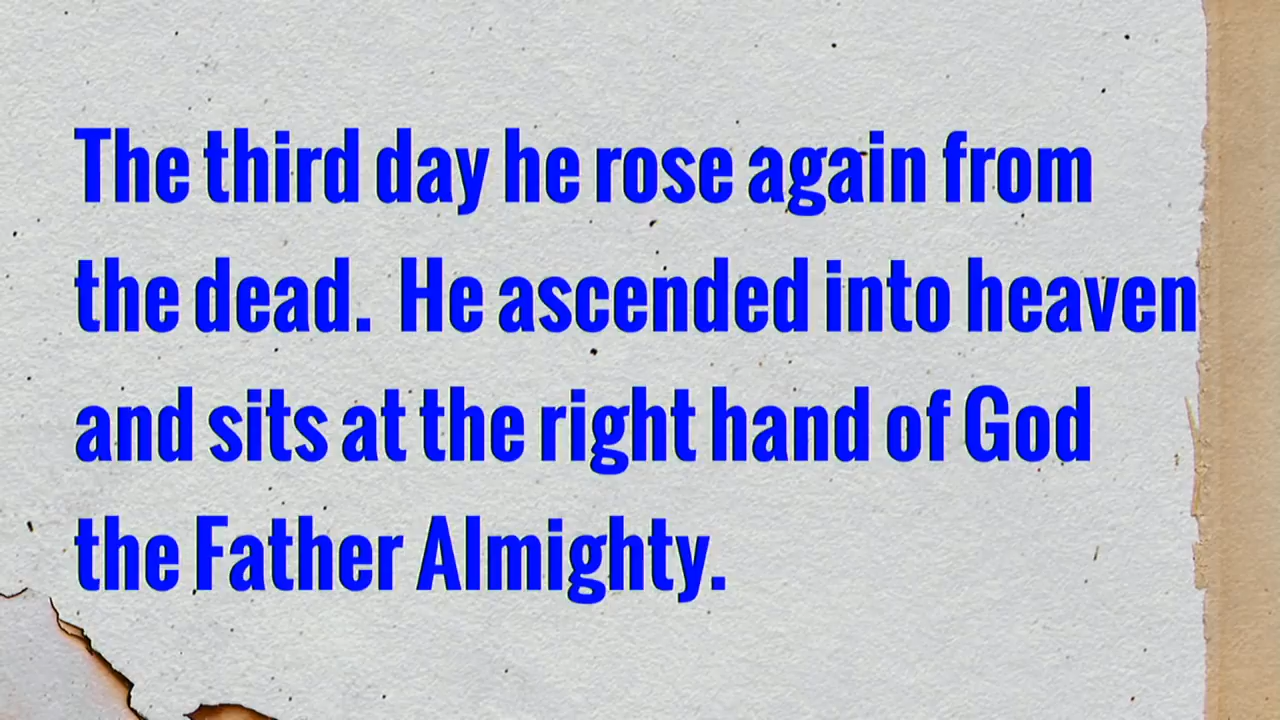 The third day he rose again from
the dead.  He ascended into heaven
and sits at the right hand of God
the Father Almighty.